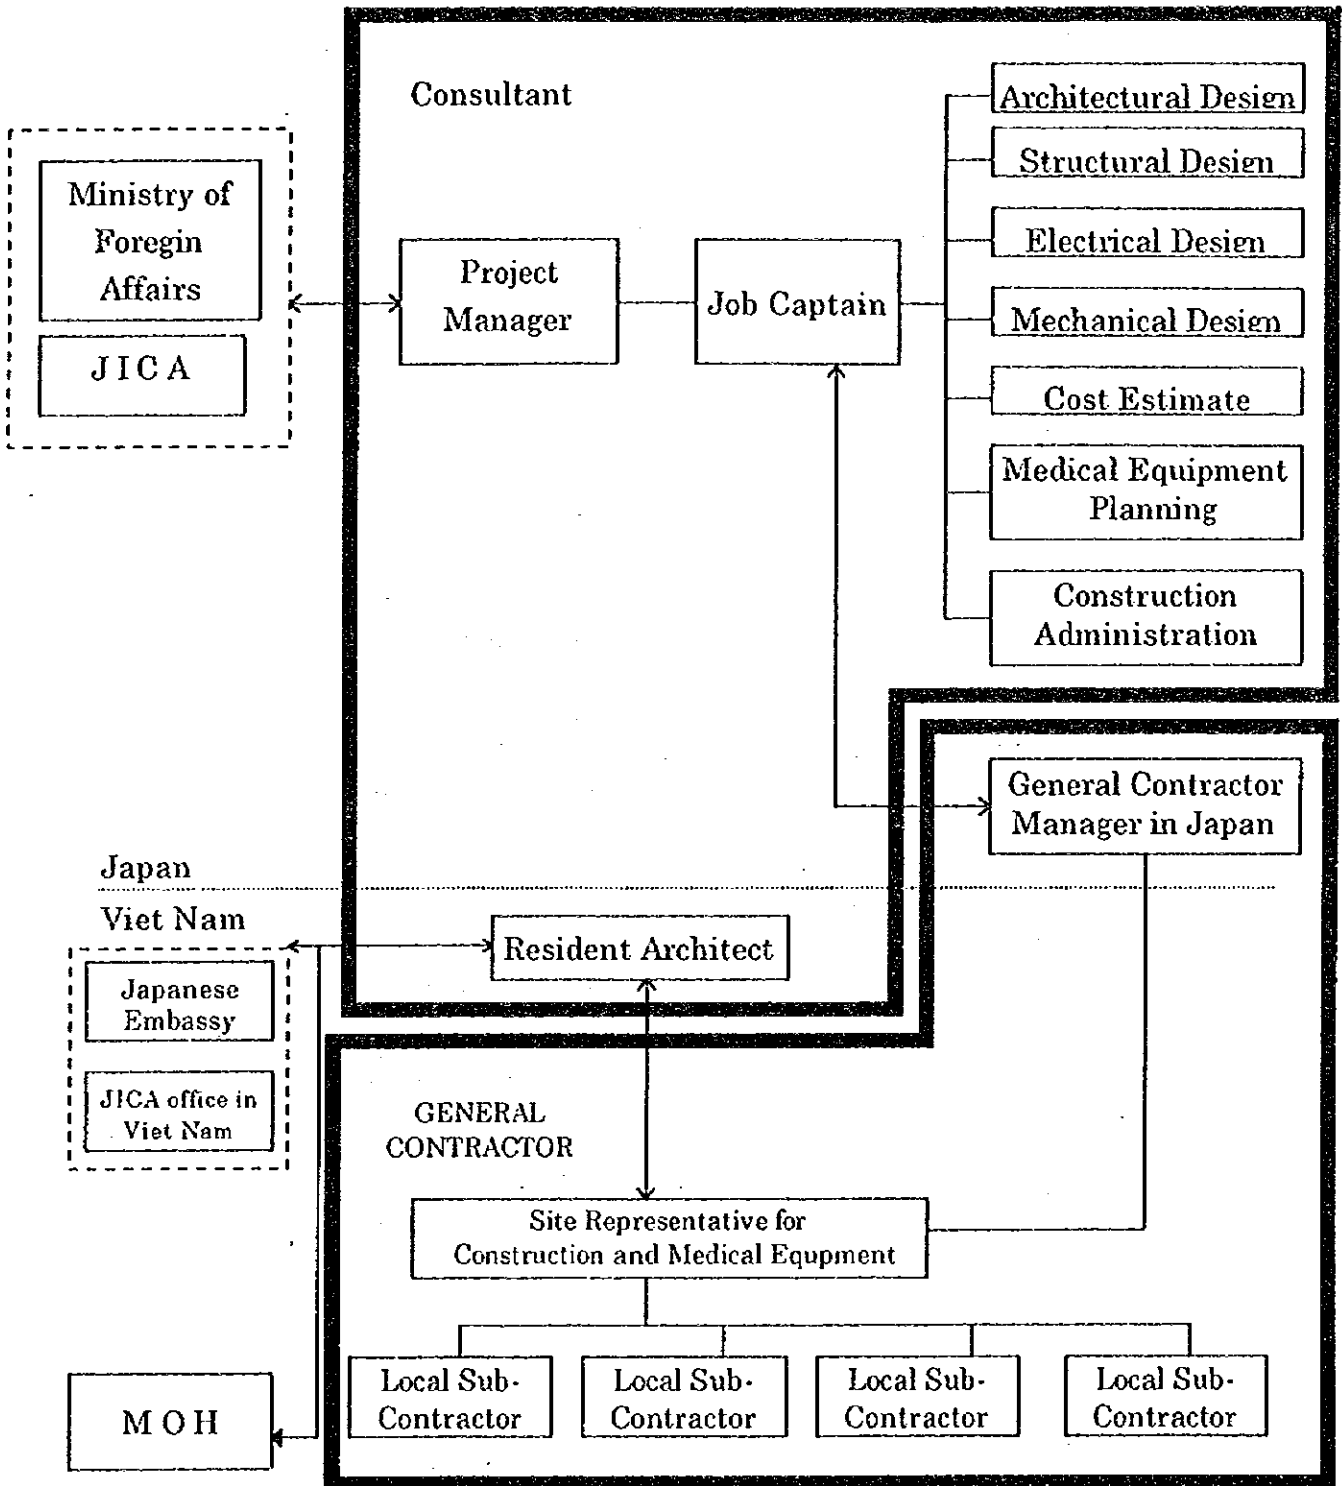 Consultant
Ministry of
Foregin
Affairs
JICA
Project
Manager
Job Captain
Architectural Design
Structural Design
Electrical Design
Mechanical Design
Cost Estimate
Medical Equipment
Planning
Construction
Administration
General Contractor
Manager in Japan
Japan
Viet Nam
Resident Architect
Japanese
Embassy
JICA office in
Viet Nam
GENERAL
CONTRACTOR
Site Representative for
Construction and Medical Equpment
Local Sub-
Contractor
Local Sub-
Contractor
Local Sub-
Contractor
Local Sub-
Contractor
MOH